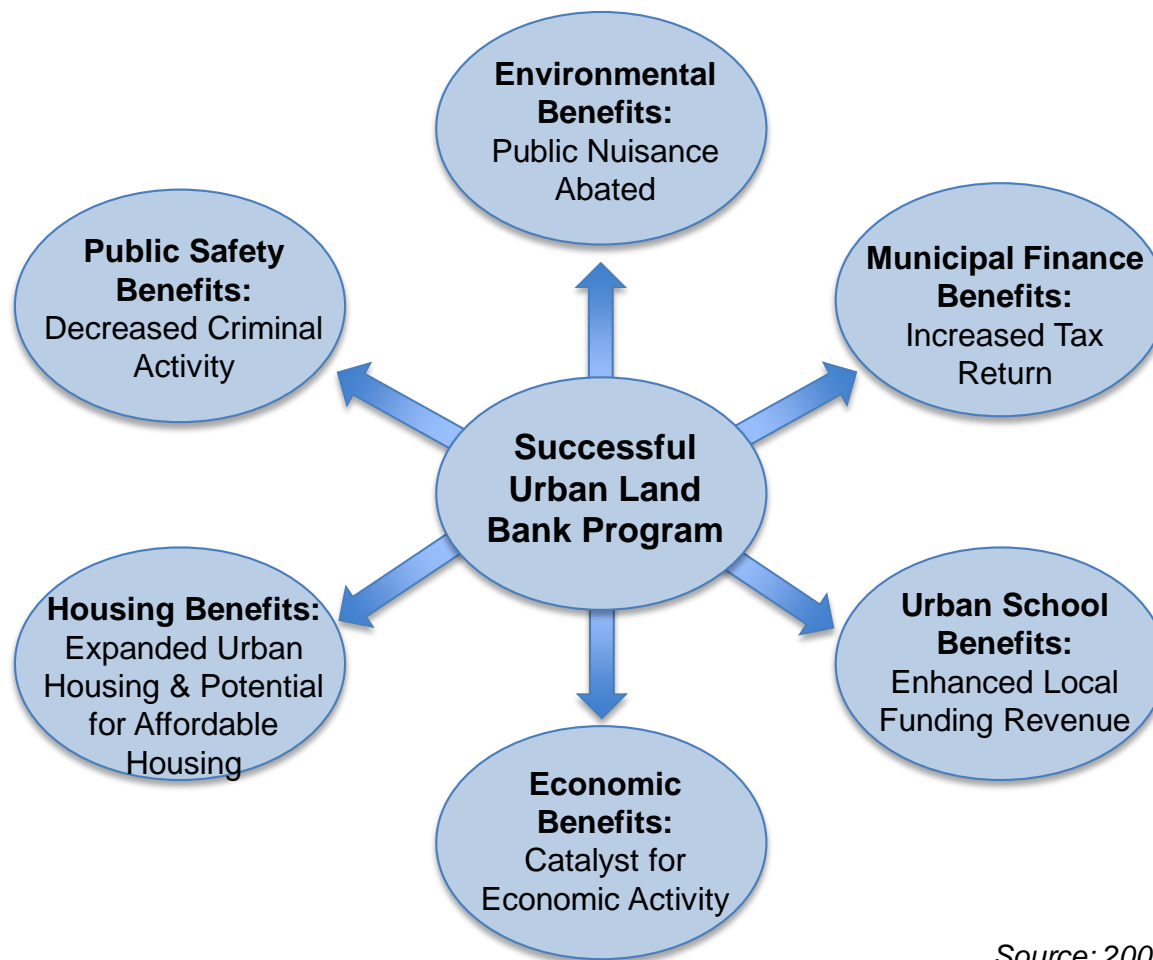 Environmental
Benefits:
Public Nuisance
Abated
Municipal Finance
Benefits:
Increased Tax
Return
Urban School
Benefits:
Enhanced Local
Funding Revenue
Economic
Benefits:
Catalyst for
Economic Activity
Housing Benefits:
Expanded Urban
Housing & Potential
for Affordable
Housing
Public Safety
Benefits:
Decreased Criminal
Activity
Successful
Urban Land
Bank Program
Source: 200